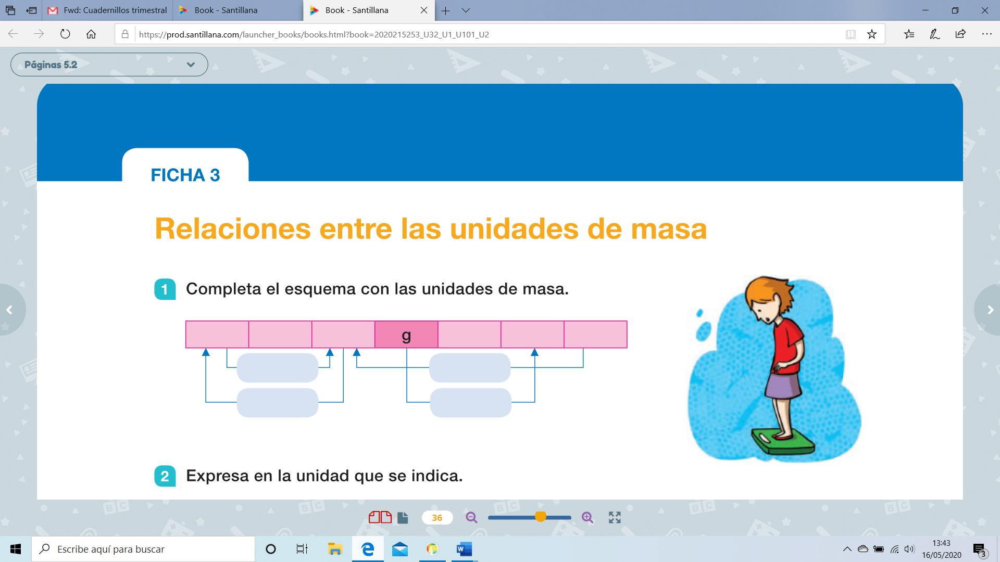 Fwd: Cuadernillos trimestral
Book - Santillana
Book - Santillana
https://prod.santillana.com/launcher_books/books.html?book=2020215253_U32_U1_U101_U2
Páginas 5.2
FICHA 3
Relaciones entre las unidades de masa
1 Completa el esquema con las unidades de masa.
g
2 Expresa en la unidad que se indica.
36
Escribe aquí para buscar
13:43
16/05/2020
3